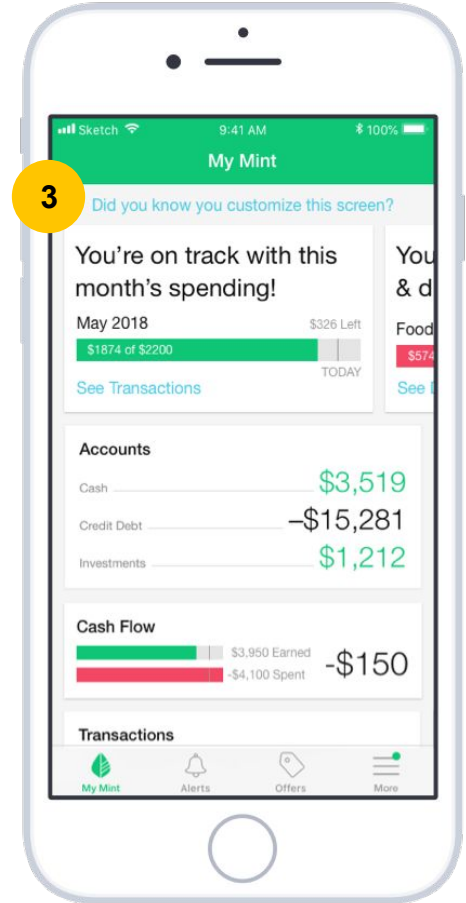 Sketch 9:41 AM 100%
My Mint
3
Did you know you customize this screen?
You're on track with this
month's spending!
May 2018 $326 Left
$1874 of $2200
TODAY
See Transactions
You
& d
Food
$574
See
Accounts
Cash $3,519
Credit Debt –$15,281
Investments $1,212
Cash Flow
$3,950 Earned
-$4,100 Spent
-$150
Transactions
My Mint Alerts Offers More